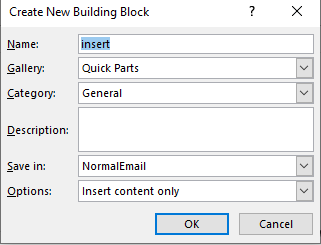 Create New Building Block ? ×
Name: insert
Gallery: Quick Parts
Category: General
Description:
Save in: NormalEmail
Options: Insert content only
OK Cancel